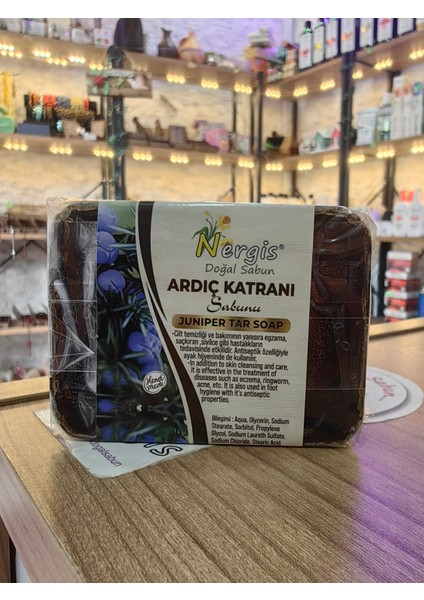 Nergis®
Doğal Sabun
ARDIÇ KATRANI
Sabunu
JUNIPER TAR SOAP
-Cilt temizliği ve bakımının yanısıra egzama,
saçkıran ,sivilce gibi hastalıkların
tedavisinde etkilidir. Antiseptik özelliğiyle
ayak hijyeninde de kullanılır.
-In addition to skin cleansing and care,
it is effective in the treatment of
diseases such as eczema, ringworm,
acne, etc. It is also used in foot
hygiene with it's antiseptic
properties.
Bileşimi : Aqua, Glycerin, Sodium
Stearate, Sorbitol, Propylene
Glycol, Sodium Laureth Sulfate,
Sodium Chloride, Stearic Acid